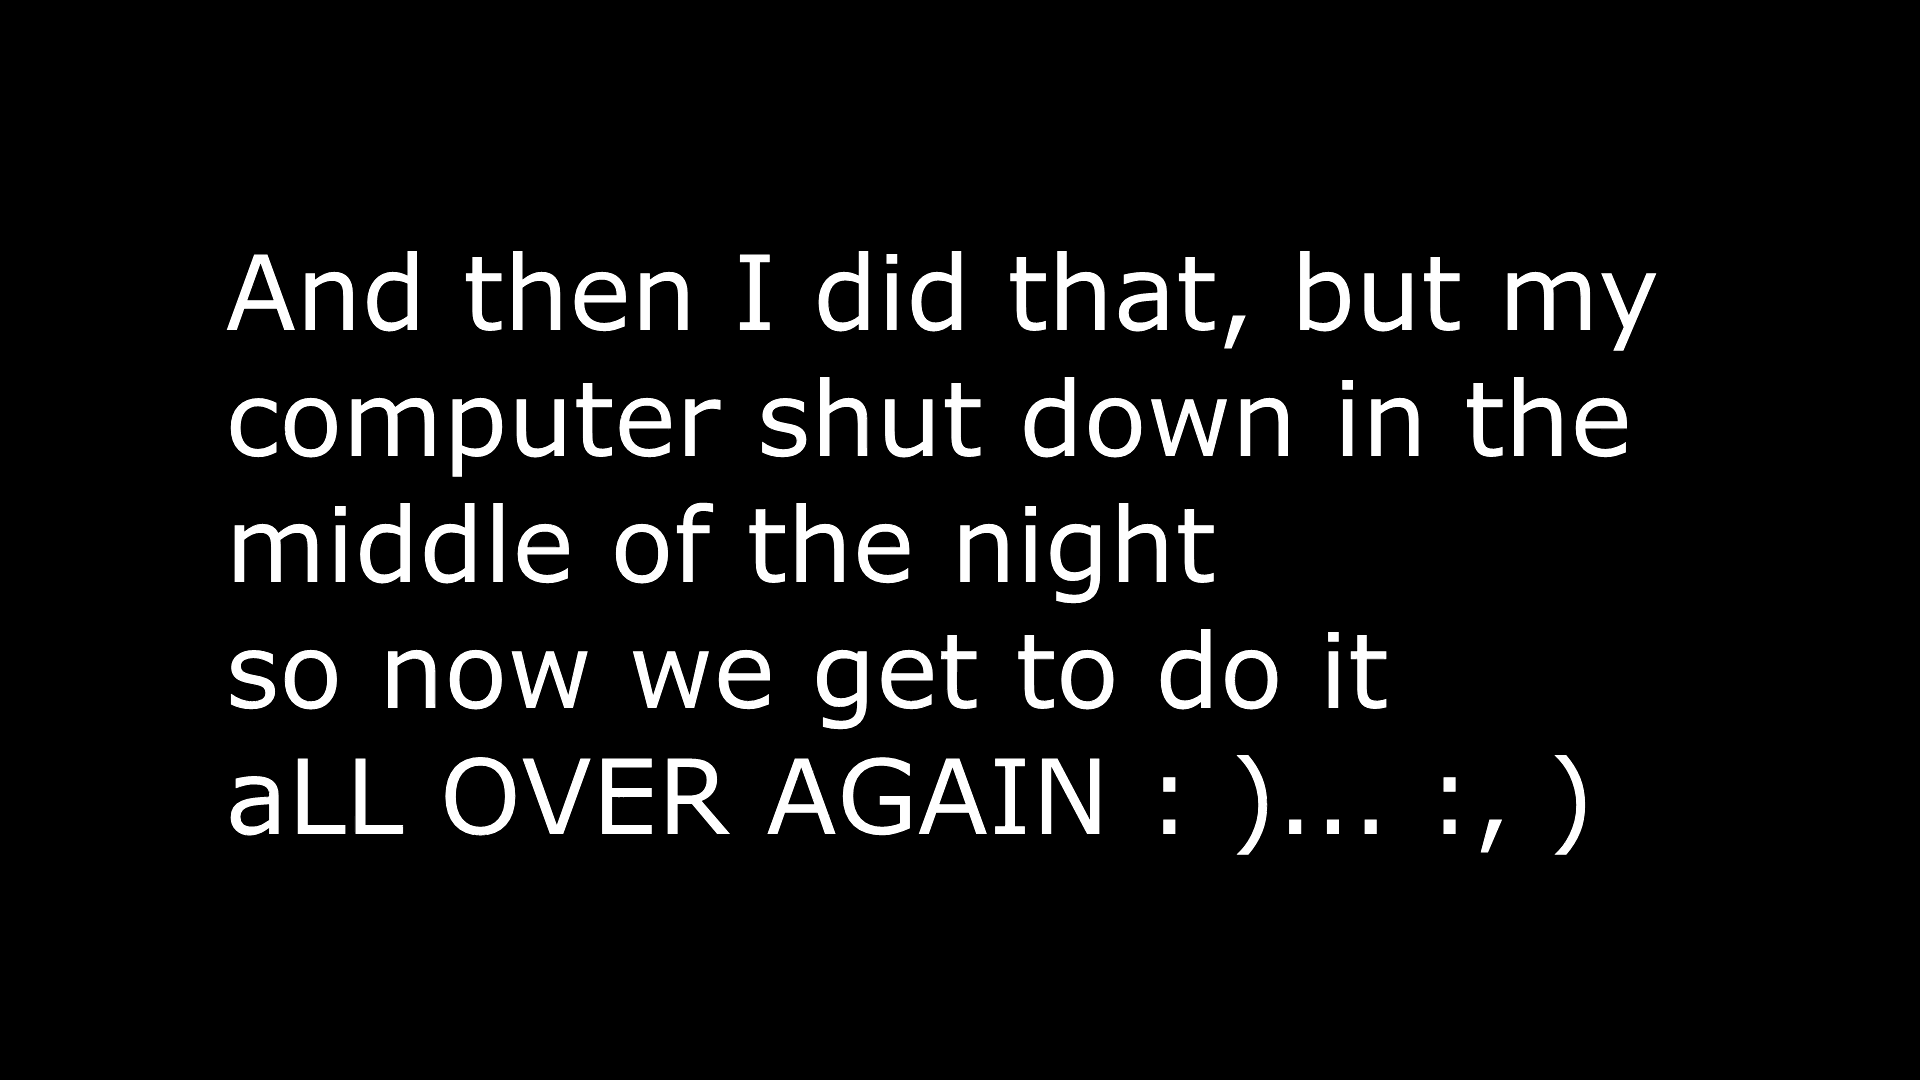 And then I did that, but my
computer shut down in the
middle of the night
so now we get to do it
aLL OVER AGAIN : )... :, )